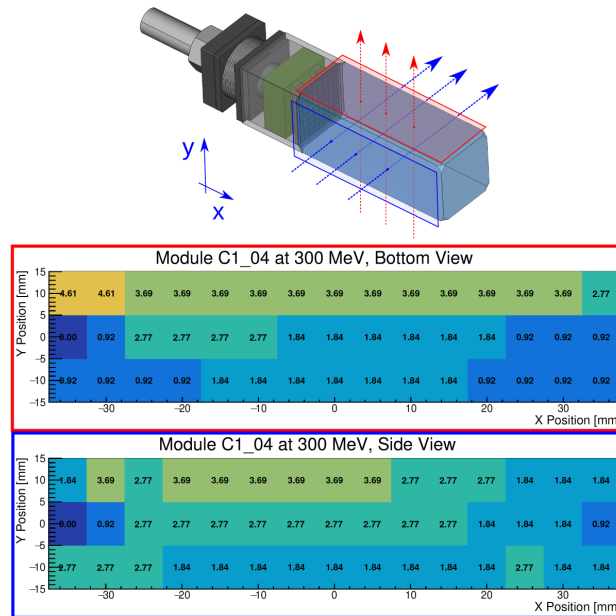 y
x
Module C1_04 at 300 MeV, Bottom View
Y Position [mm]
15
10
5
0
−5
−10
−15
4.61 4.61 3.69 3.69 3.69 3.69 3.69 3.69 3.69 3.69 3.69 3.69 3.69 3.69 2.77
0.00 0.92 2.77 2.77 2.77 2.77 1.84 1.84 1.84 1.84 1.84 1.84 0.92 0.92 0.92
0.92 0.92 0.92 0.92 1.84 1.84 1.84 1.84 1.84 1.84 1.84 0.92 0.92 0.92 0.92
−30 −20 −10 0 10 20 30
X Position [mm]
Module C1_04 at 300 MeV, Side View
Y Position [mm]
15
10
5
0
−5
−10
−15
1.84 3.69 2.77 3.69 3.69 3.69 3.69 3.69 3.69 2.77 2.77 2.77 1.84 1.84 1.84
0.00 0.92 2.77 2.77 2.77 2.77 2.77 2.77 2.77 2.77 2.77 1.84 1.84 1.84 0.92
2.77 2.77 2.77 1.84 1.84 1.84 1.84 1.84 1.84 1.84 1.84 1.84 2.77 1.84 1.84
−30 −20 −10 0 10 20 30
X Position [mm]